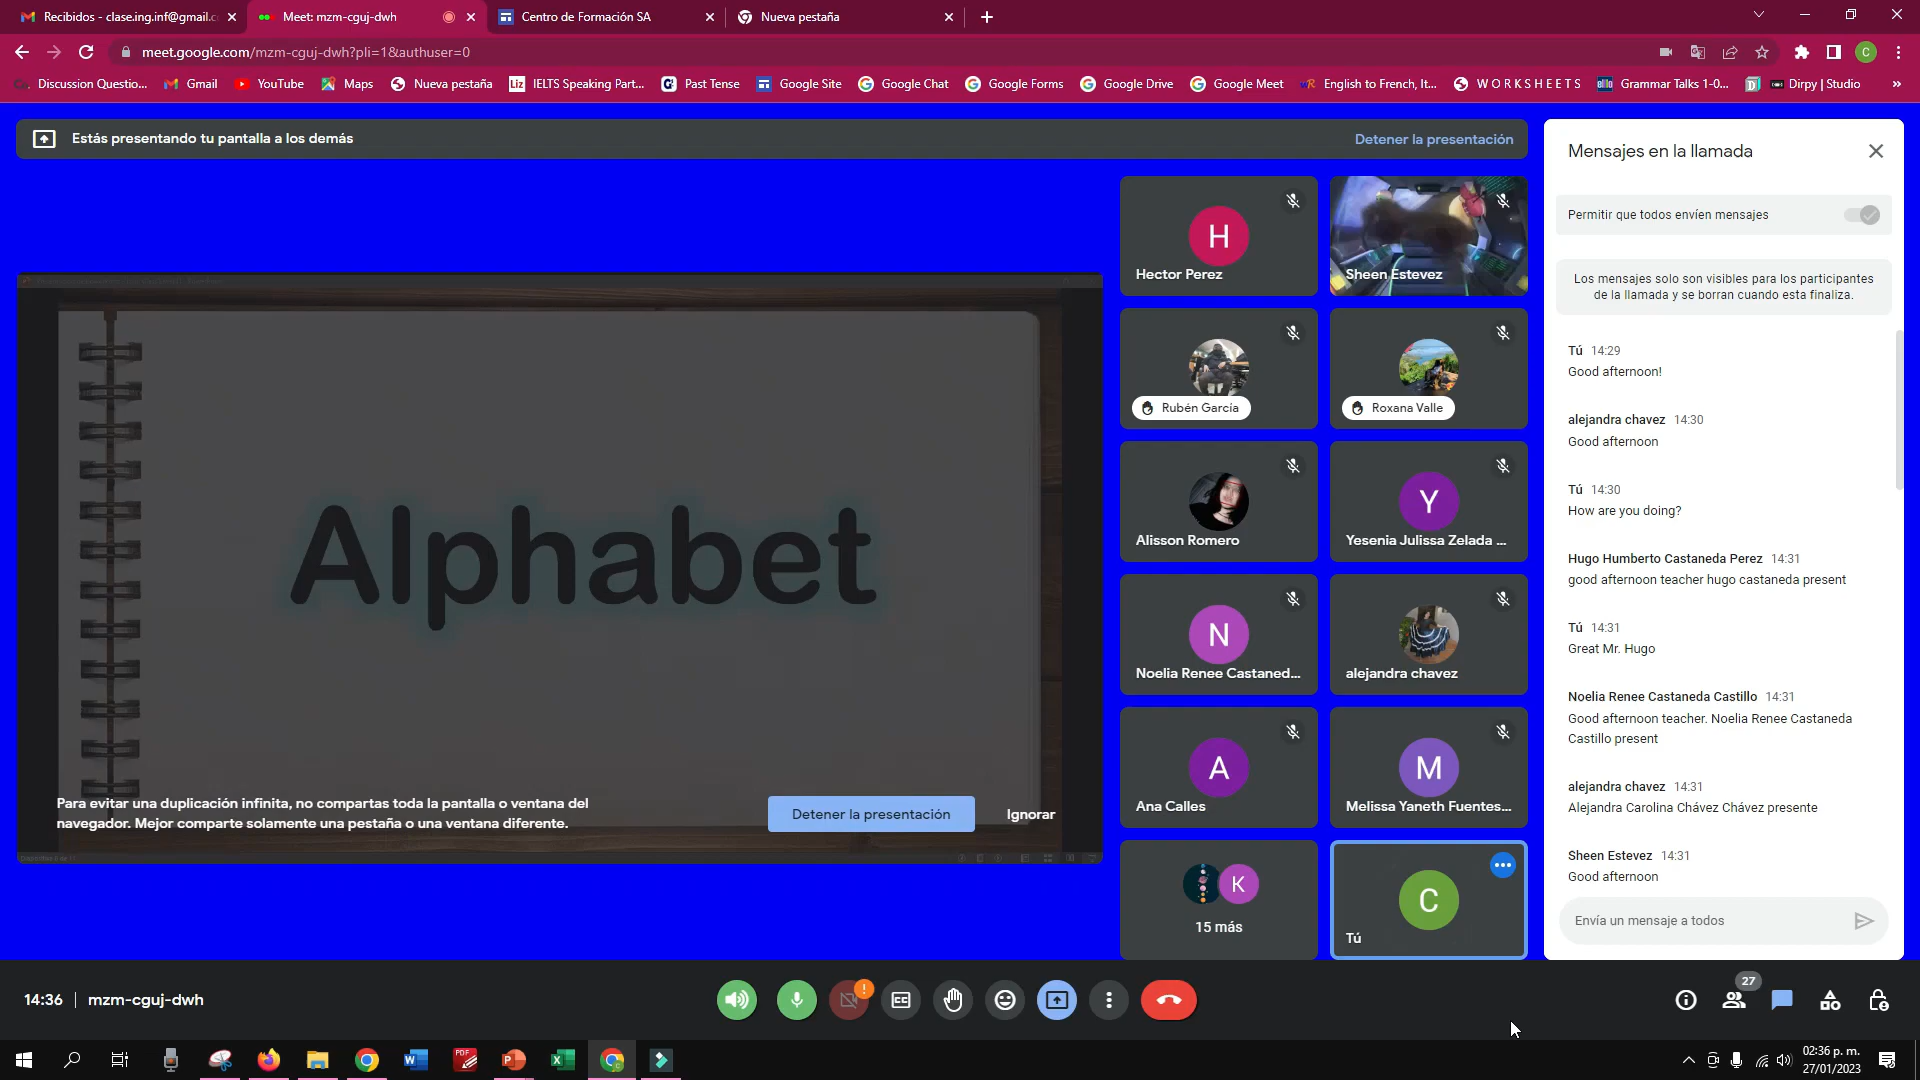 Recibidos - clase.ing.inf@gmail.c
Meet: mzm-cguj-dwh
Centro de Formación SA
Nueva pestaña
meet.google.com/mzm-cguj-dwh?pli=1&authuser=0
C
Discussion Questio...
Gmail
YouTube
Maps
Nueva pestaña
Liz
IELTS Speaking Part...
Past Tense
Google Site
Google Chat
Google Forms
Google Drive
Google Meet
English to French, It...
W O R K S H E E T S
Grammar Talks 1-0...
Dirpy | Studio
»
Estás presentando tu pantalla a los demás
Detener la presentación
Alphabet
Para evitar una duplicación infinita, no compartas toda la pantalla o ventana del
navegador. Mejor comparte solamente una pestaña o una ventana diferente.
Detener la presentación
Ignorar
H
Hector Perez
Sheen Estevez
Rubén García
Roxana Valle
Alisson Romero
Y
Yesenia Julissa Zelada ...
N
Noelia Renee Castaned...
alejandra chavez
A
Ana Calles
M
Melissa Yaneth Fuentes...
K
15 más
C
Tú
Mensajes en la llamada
Permitir que todos envíen mensajes
Los mensajes solo son visibles para los participantes
de la llamada y se borran cuando esta finaliza.
Tú 14:29
Good afternoon!
alejandra chavez 14:30
Good afternoon
Tú 14:30
How are you doing?
Hugo Humberto Castaneda Perez 14:31
good afternoon teacher hugo castaneda present
Tú 14:31
Great Mr. Hugo
Noelia Renee Castaneda Castillo 14:31
Good afternoon teacher. Noelia Renee Castaneda
Castillo present
alejandra chavez 14:31
Alejandra Carolina Chávez Chávez presente
Sheen Estevez 14:31
Good afternoon
Envía un mensaje a todos
14:36 | mzm-cguj-dwh
CC
27
PDF
02:36 p. m.
27/01/2023